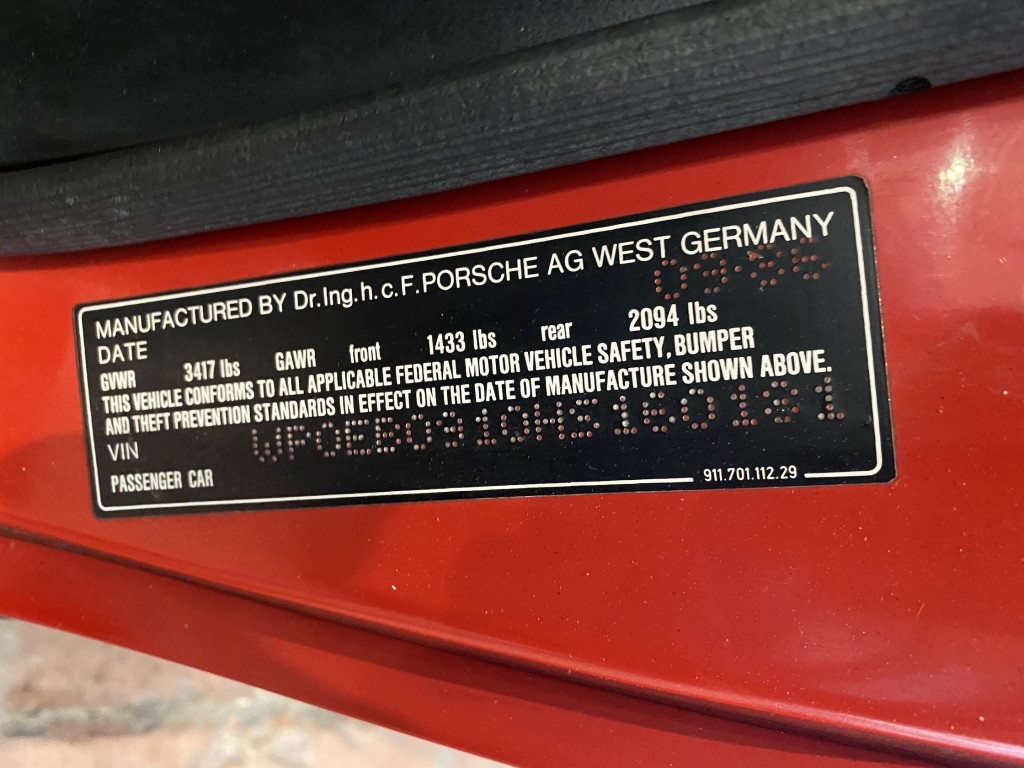 MANUFACTURED BY Dr.Ing.h.c.F.PORSCHE AG WEST GERMANY
DATE 09·86
GVWR 3417 lbs GAWR front 1433 lbs rear 2094 lbs
THIS VEHICLE CONFORMS TO ALL APPLICABLE FEDERAL MOTOR VEHICLE SAFETY, BUMPER
AND THEFT PREVENTION STANDARDS IN EFFECT ON THE DATE OF MANUFACTURE SHOWN ABOVE.
VIN WP0EB0910HS160181
PASSENGER CAR 911.701.112.29